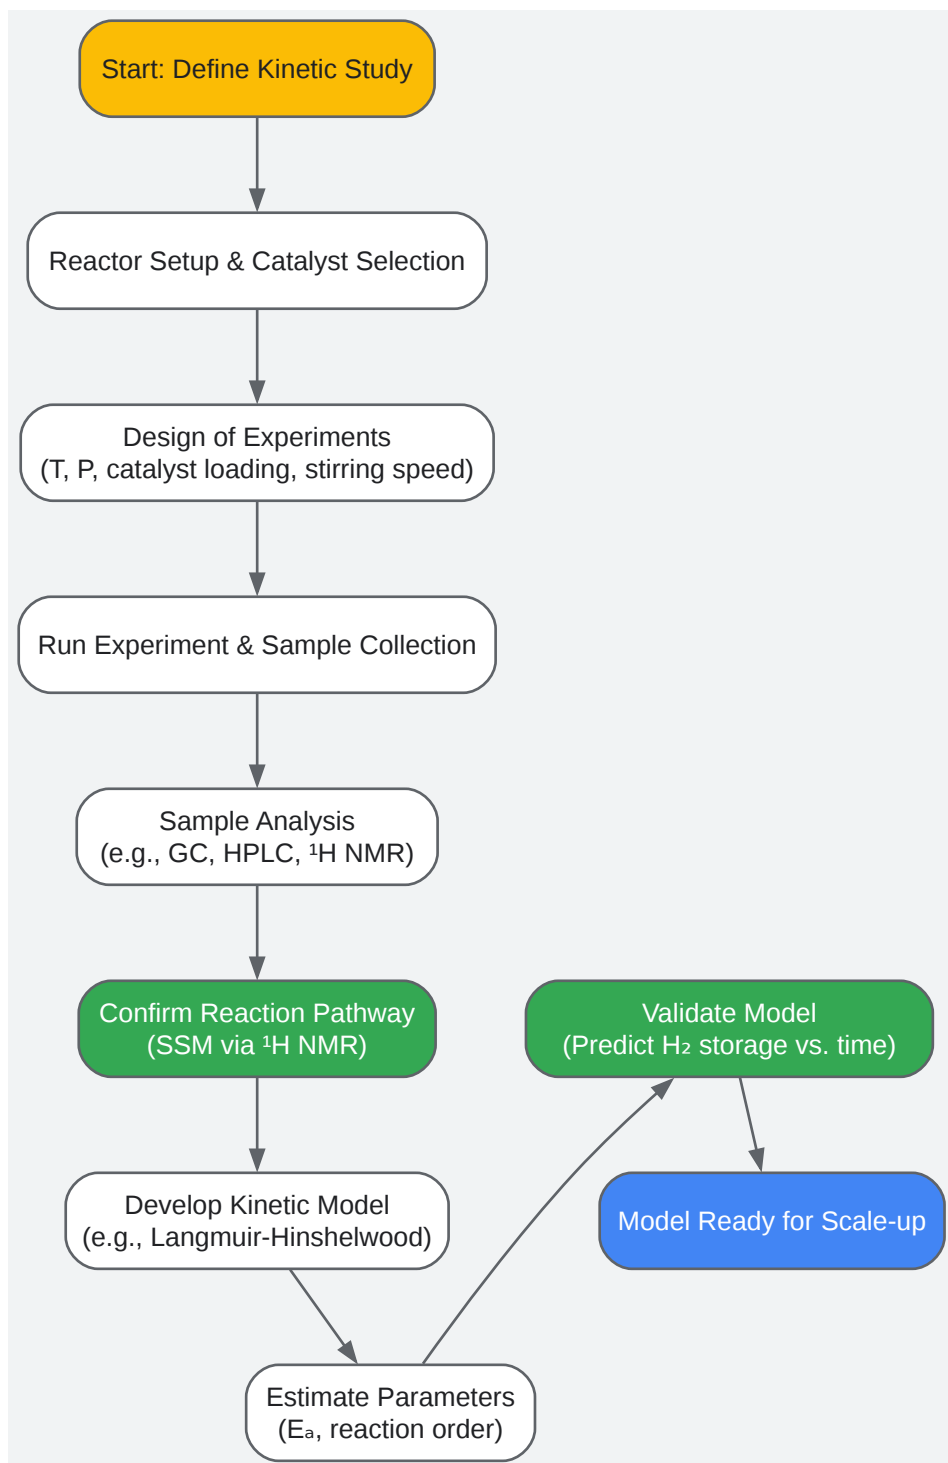 Start: Define Kinetic Study
Reactor Setup & Catalyst Selection
Design of Experiments
(T, P, catalyst loading, stirring speed)
Run Experiment & Sample Collection
Sample Analysis
(e.g., GC, HPLC, ¹H NMR)
Confirm Reaction Pathway
(SSM via ¹H NMR)
Develop Kinetic Model
(e.g., Langmuir-Hinshelwood)
Estimate Parameters
(Eₐ, reaction order)
Validate Model
(Predict H₂ storage vs. time)
Model Ready for Scale-up